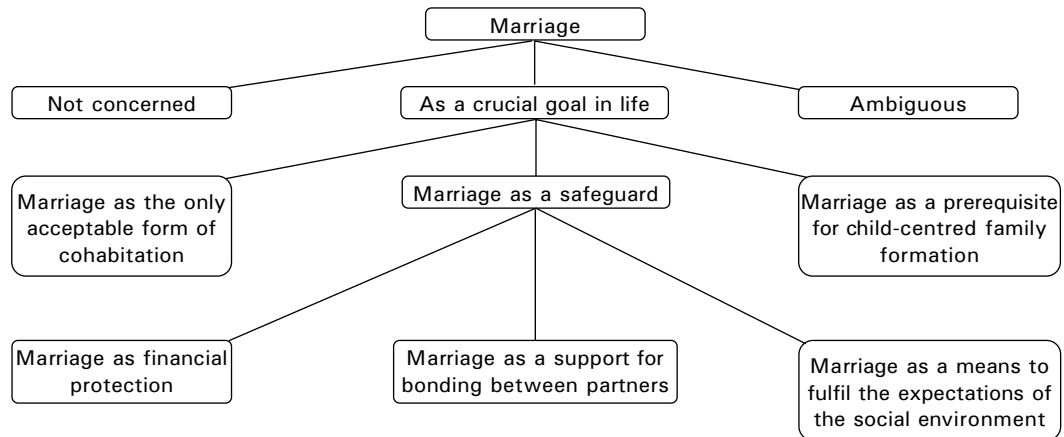 Marriage
Not concerned
As a crucial goal in life
Ambiguous
Marriage as the only
acceptable form of
cohabitation
Marriage as a safeguard
Marriage as a prerequisite
for child-centred family
formation
Marriage as financial
protection
Marriage as a support for
bonding between partners
Marriage as a means to
fulfil the expectations of
the social environment